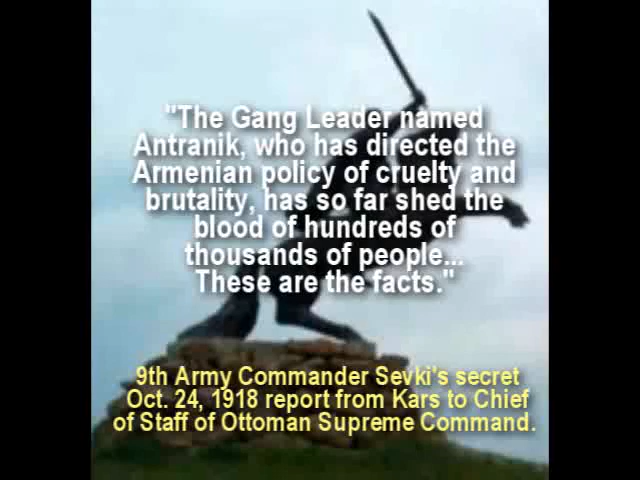 "The Gang Leader named
Antranik, who has directed the
Armenian policy of cruelty and
brutality, has so far shed the
blood of hundreds of
thousands of people...
These are the facts."
9th Army Commander Sevki's secret
Oct. 24, 1918 report from Kars to Chief
of Staff of Ottoman Supreme Command.